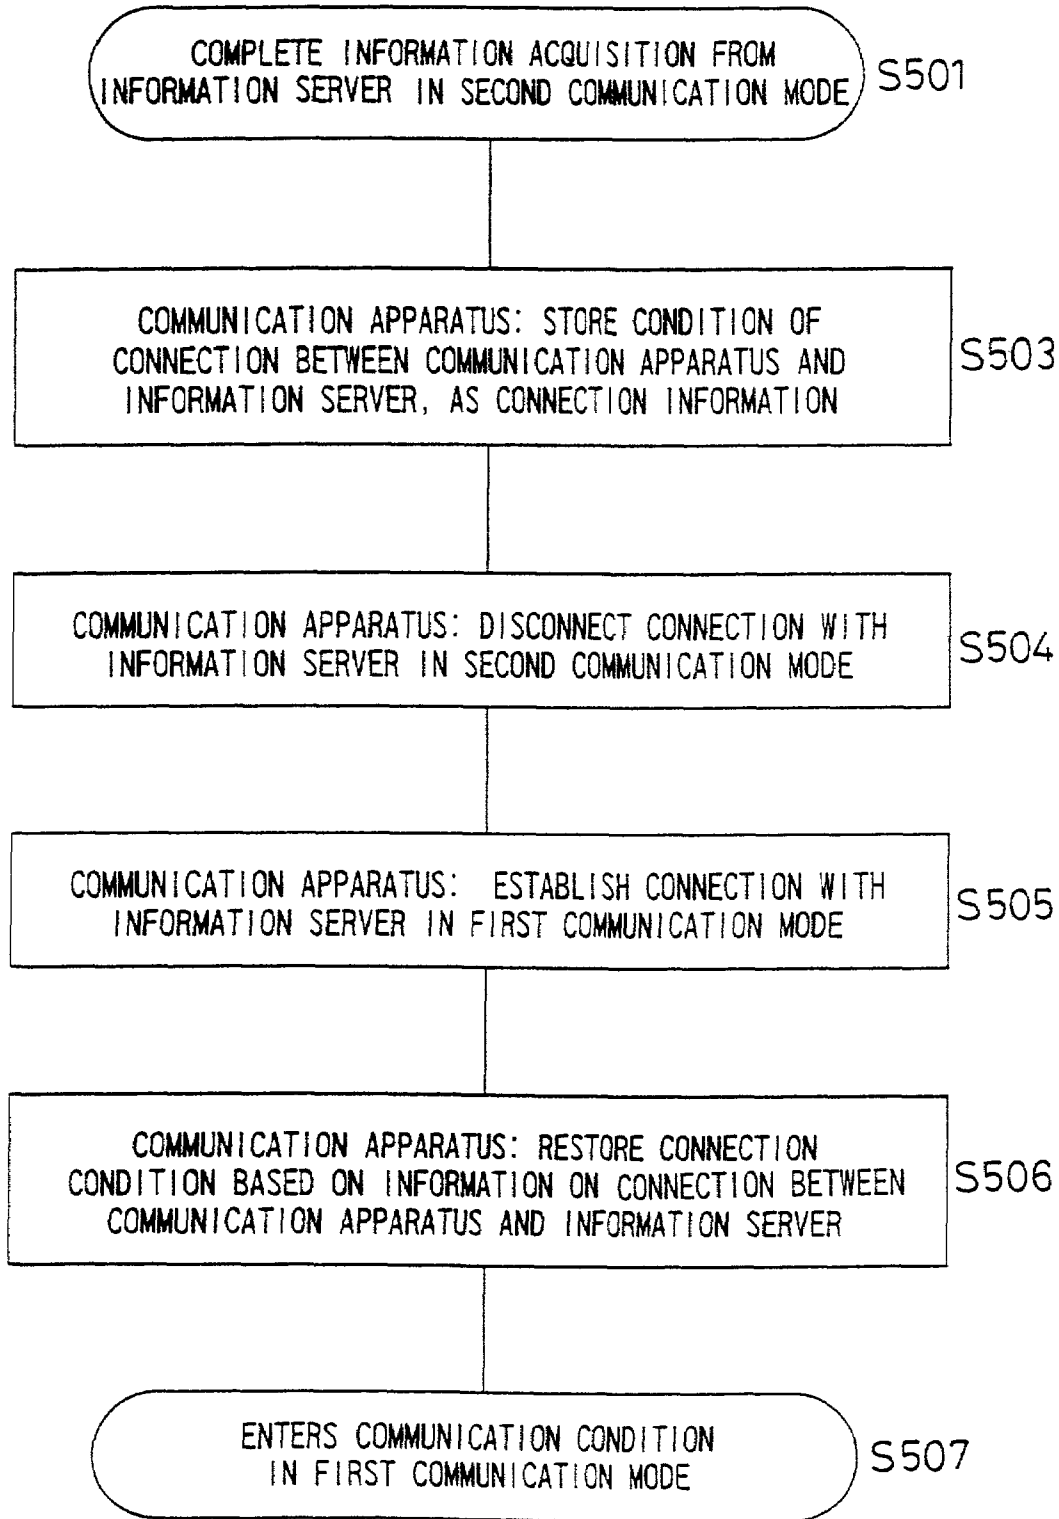 COMPLETE INFORMATION ACQUISITION FROM
INFORMATION SERVER IN SECOND COMMUNICATION MODE
S501
COMMUNICATION APPARATUS: STORE CONDITION OF
CONNECTION BETWEEN COMMUNICATION APPARATUS AND
INFORMATION SERVER, AS CONNECTION INFORMATION
S503
COMMUNICATION APPARATUS: DISCONNECT CONNECTION WITH
INFORMATION SERVER IN SECOND COMMUNICATION MODE
S504
COMMUNICATION APPARATUS: ESTABLISH CONNECTION WITH
INFORMATION SERVER IN FIRST COMMUNICATION MODE
S505
COMMUNICATION APPARATUS: RESTORE CONNECTION
CONDITION BASED ON INFORMATION ON CONNECTION BETWEEN
COMMUNICATION APPARATUS AND INFORMATION SERVER
S506
ENTERS COMMUNICATION CONDITION
IN FIRST COMMUNICATION MODE
S507